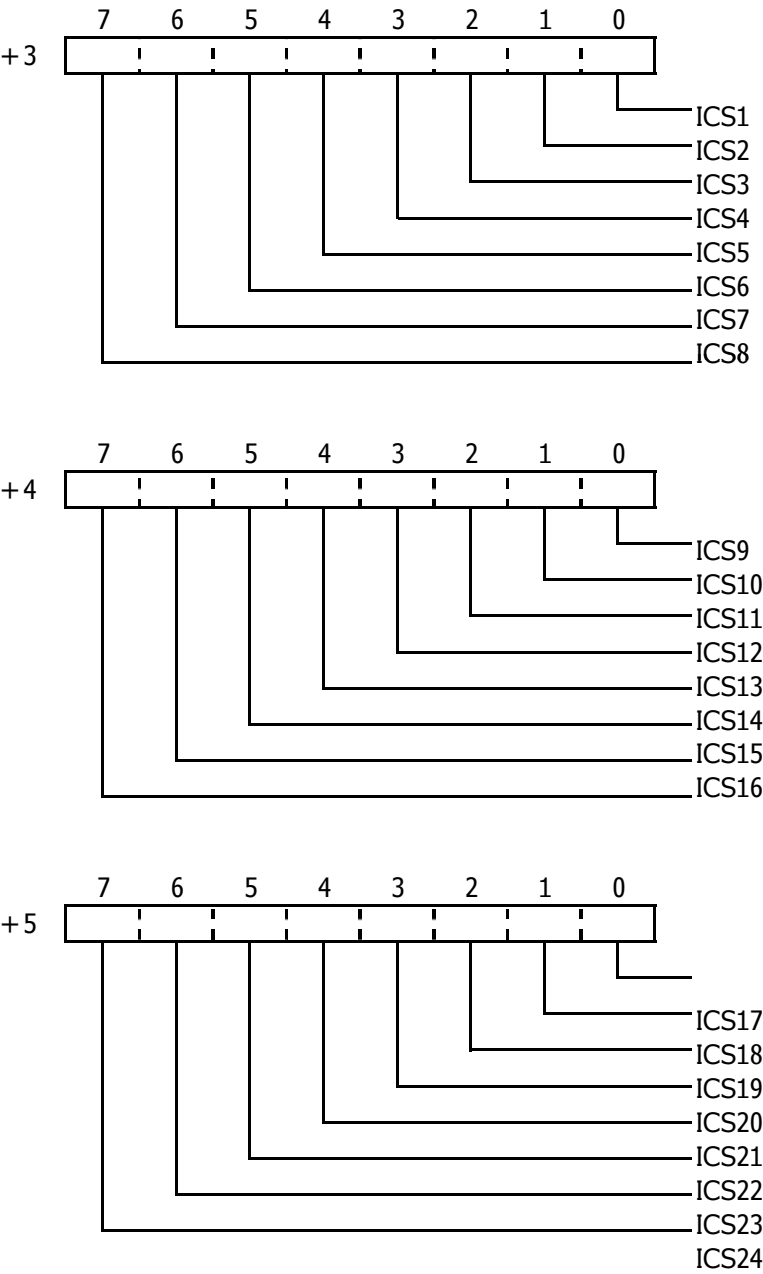 7 6 5 4 3 2 1 0
+3
ICS1
ICS2
ICS3
ICS4
ICS5
ICS6
ICS7
ICS8
7 6 5 4 3 2 1 0
+4
ICS9
ICS10
ICS11
ICS12
ICS13
ICS14
ICS15
ICS16
7 6 5 4 3 2 1 0
+5
ICS17
ICS18
ICS19
ICS20
ICS21
ICS22
ICS23
ICS24